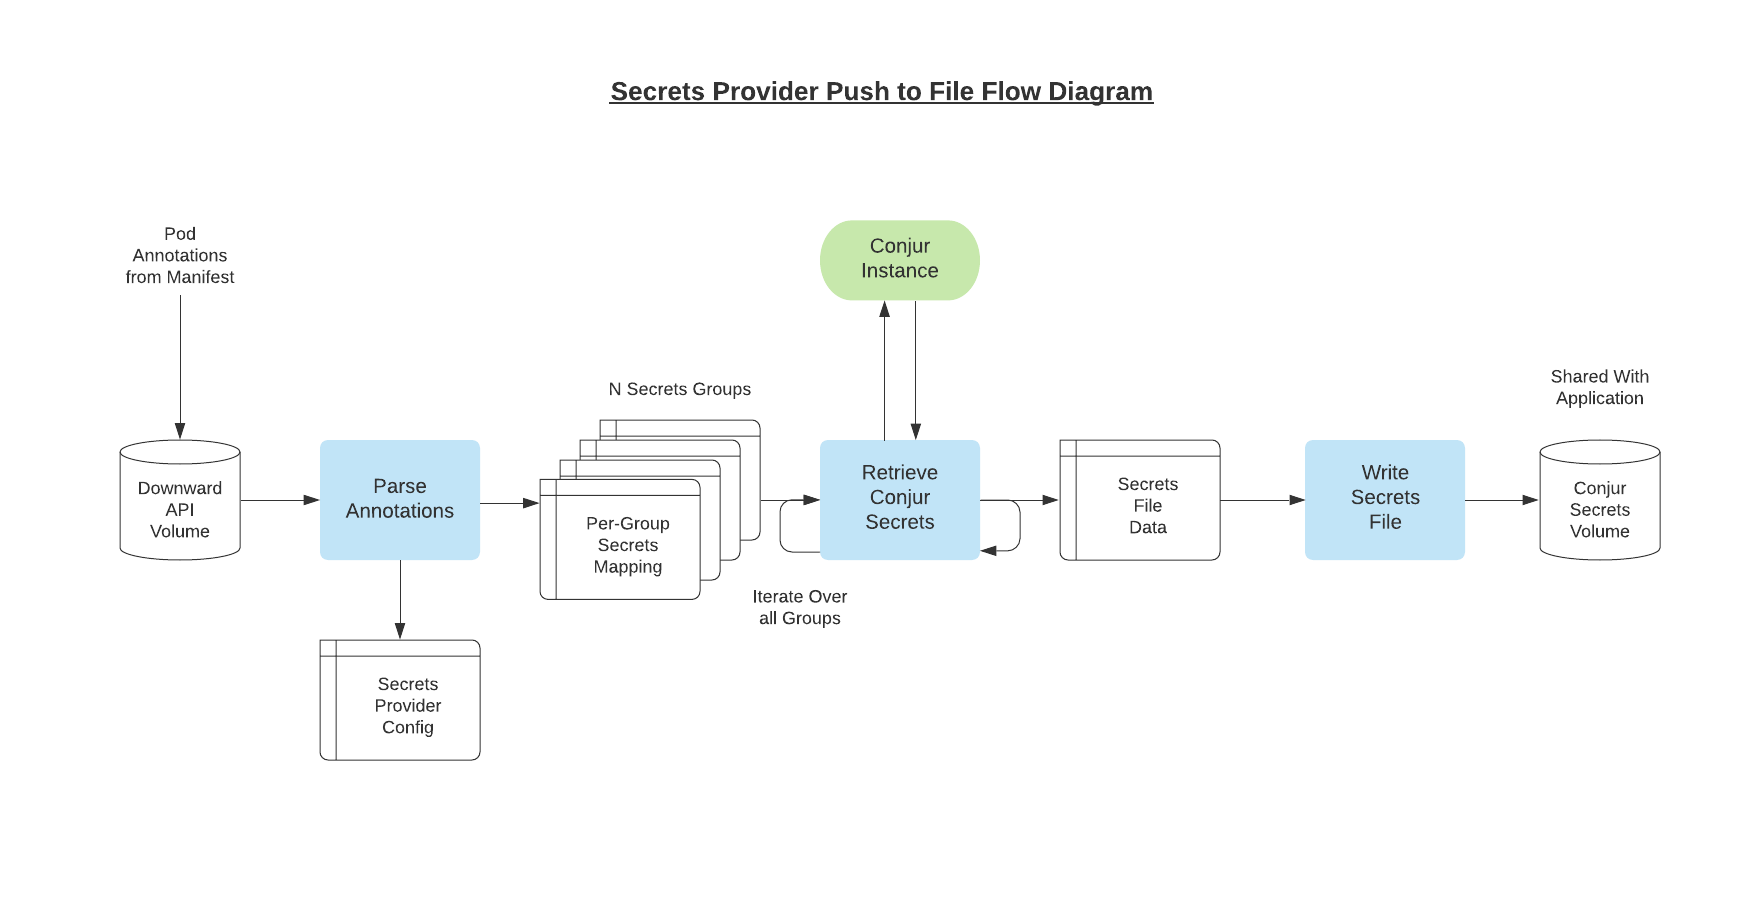 Secrets Provider Push to File Flow Diagram
Pod
Annotations
from Manifest
Conjur
Instance
N Secrets Groups
Shared With
Application
Downward
API
Volume
Parse
Annotations
Per-Group
Secrets
Mapping
Retrieve
Conjur
Secrets
Secrets
File
Data
Write
Secrets
File
Conjur
Secrets
Volume
Iterate Over
all Groups
Secrets
Provider
Config